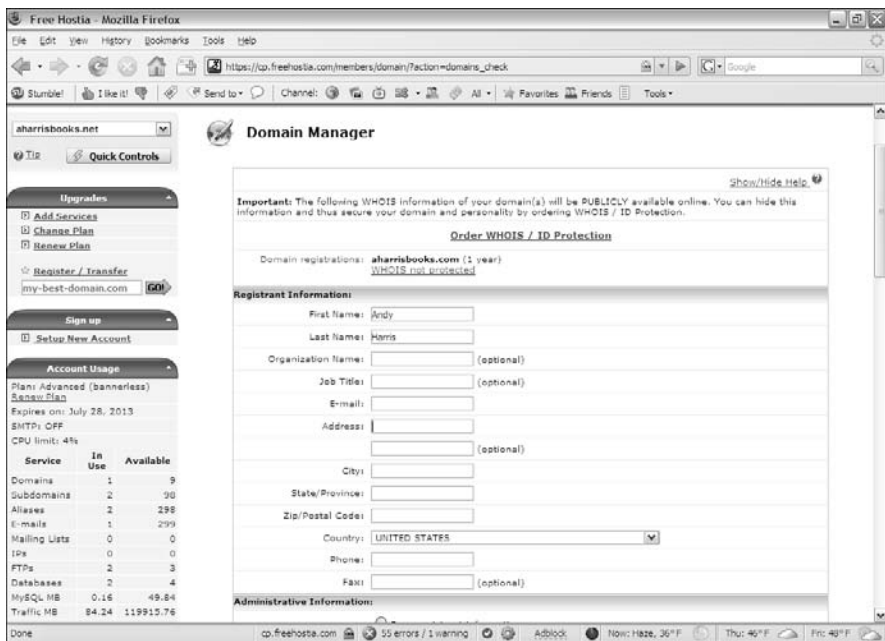 Free Hostia - Mozilla Firefox
File Edit View History Bookmarks Tools Help
https://cp.freehostia.com/members/domain/?action=domains_check
Google
Stumble! I like it! Send to Channel: All Favorites Friends Tools
aharrisbooks.net
Tip Quick Controls
Upgrades
Add Services
Change Plan
Renew Plan
Register / Transfer
my-best-domain.com GO!
Sign up
Setup New Account
Account Usage
Plan: Advanced (bannerless)
Renew Plan
Expires on: July 28, 2013
SMTP: OFF
CPU limit: 4%
Service In Use Available
Domains 1 9
Subdomains 2 98
Aliases 2 298
E-mails 1 299
Mailing Lists 0 0
IPs 0 0
FTPs 2 3
Databases 2 4
MySQL MB 0.16 49.84
Traffic MB 84.24 119915.76
Domain Manager
Show/Hide Help
Important: The following WHOIS information of your domain(s) will be PUBLICLY available online. You can hide this
information and thus secure your domain and personality by ordering WHOIS / ID Protection.
Order WHOIS / ID Protection
Domain registrations: aharrisbooks.com (1 year)
WHOIS not protected
Registrant Information:
First Name: Andy
Last Name: Harris
Organization Name: (optional)
Job Title: (optional)
E-mail:
Address:
(optional)
City:
State/Province:
Zip/Postal Code:
Country: UNITED STATES
Phone:
Fax: (optional)
Administrative Information:
Done cp.freehostia.com 55 errors / 1 warning Adblock Now: Haze, 36°F Thu: 46°F Fri: 48°F